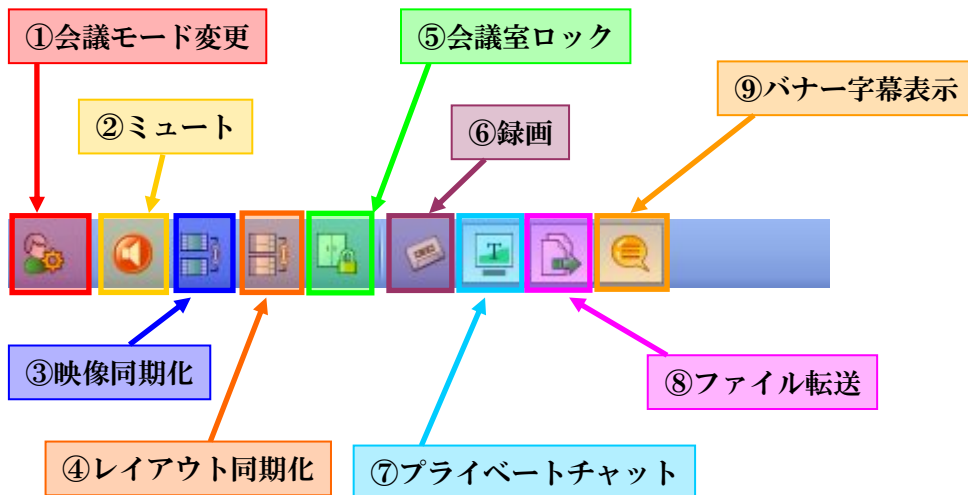 ①会議モード変更
②ミュート
③映像同期化
④レイアウト同期化
⑤会議室ロック
⑥録画
⑦プライベートチャット
⑧ファイル転送
⑨バナー字幕表示
T